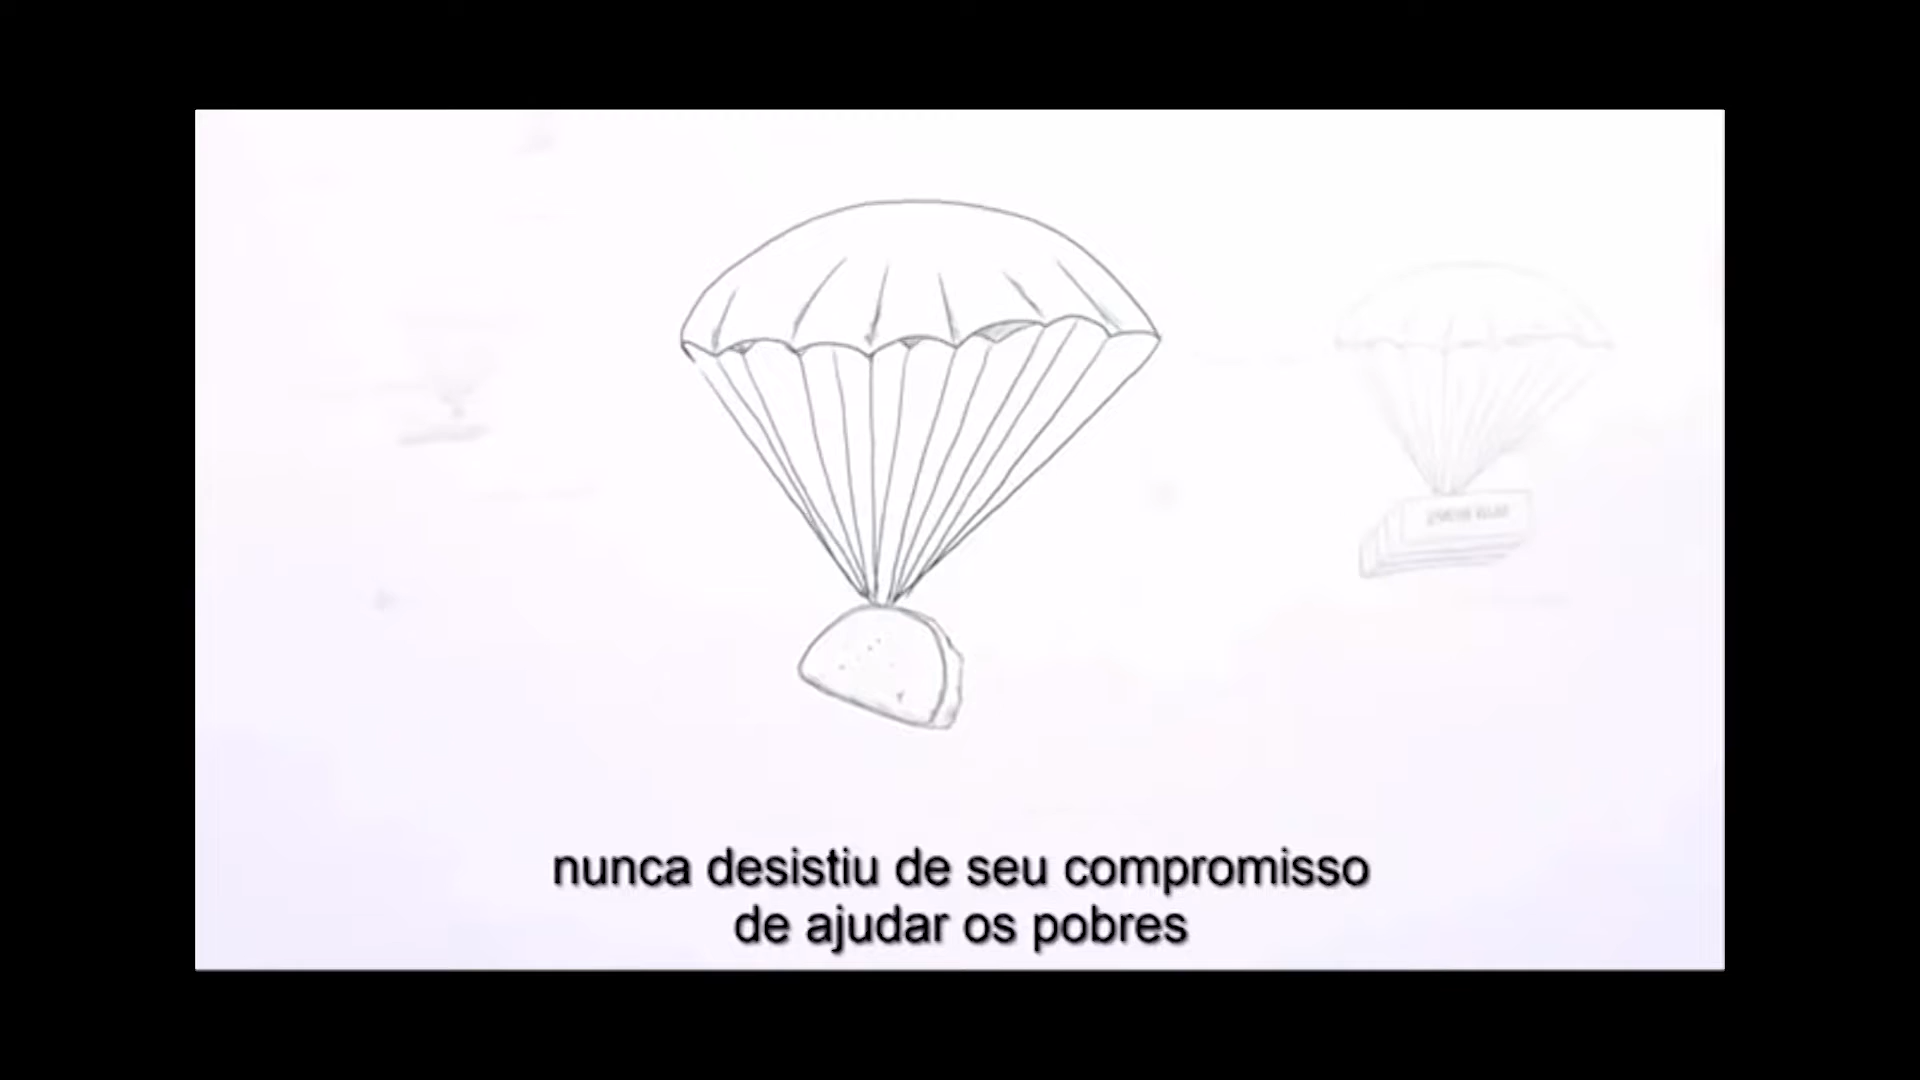 nunca desistiu de seu compromisso
de ajudar os pobres